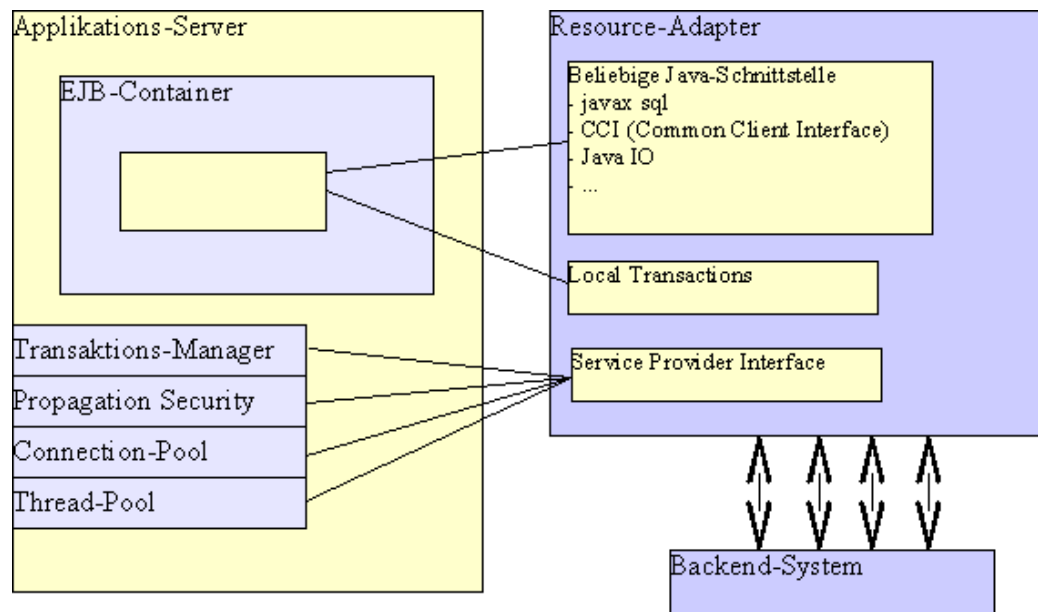 Applikations-Server
EJB-Container
Transaktions-Manager
Propagation Security
Connection-Pool
Thread-Pool
Resource-Adapter
Beliebige Java-Schnittstelle
- javax sql
- CCI (Common Client Interface)
- Java IO
- ...
Local Transactions
Service Provider Interface
Backend-System